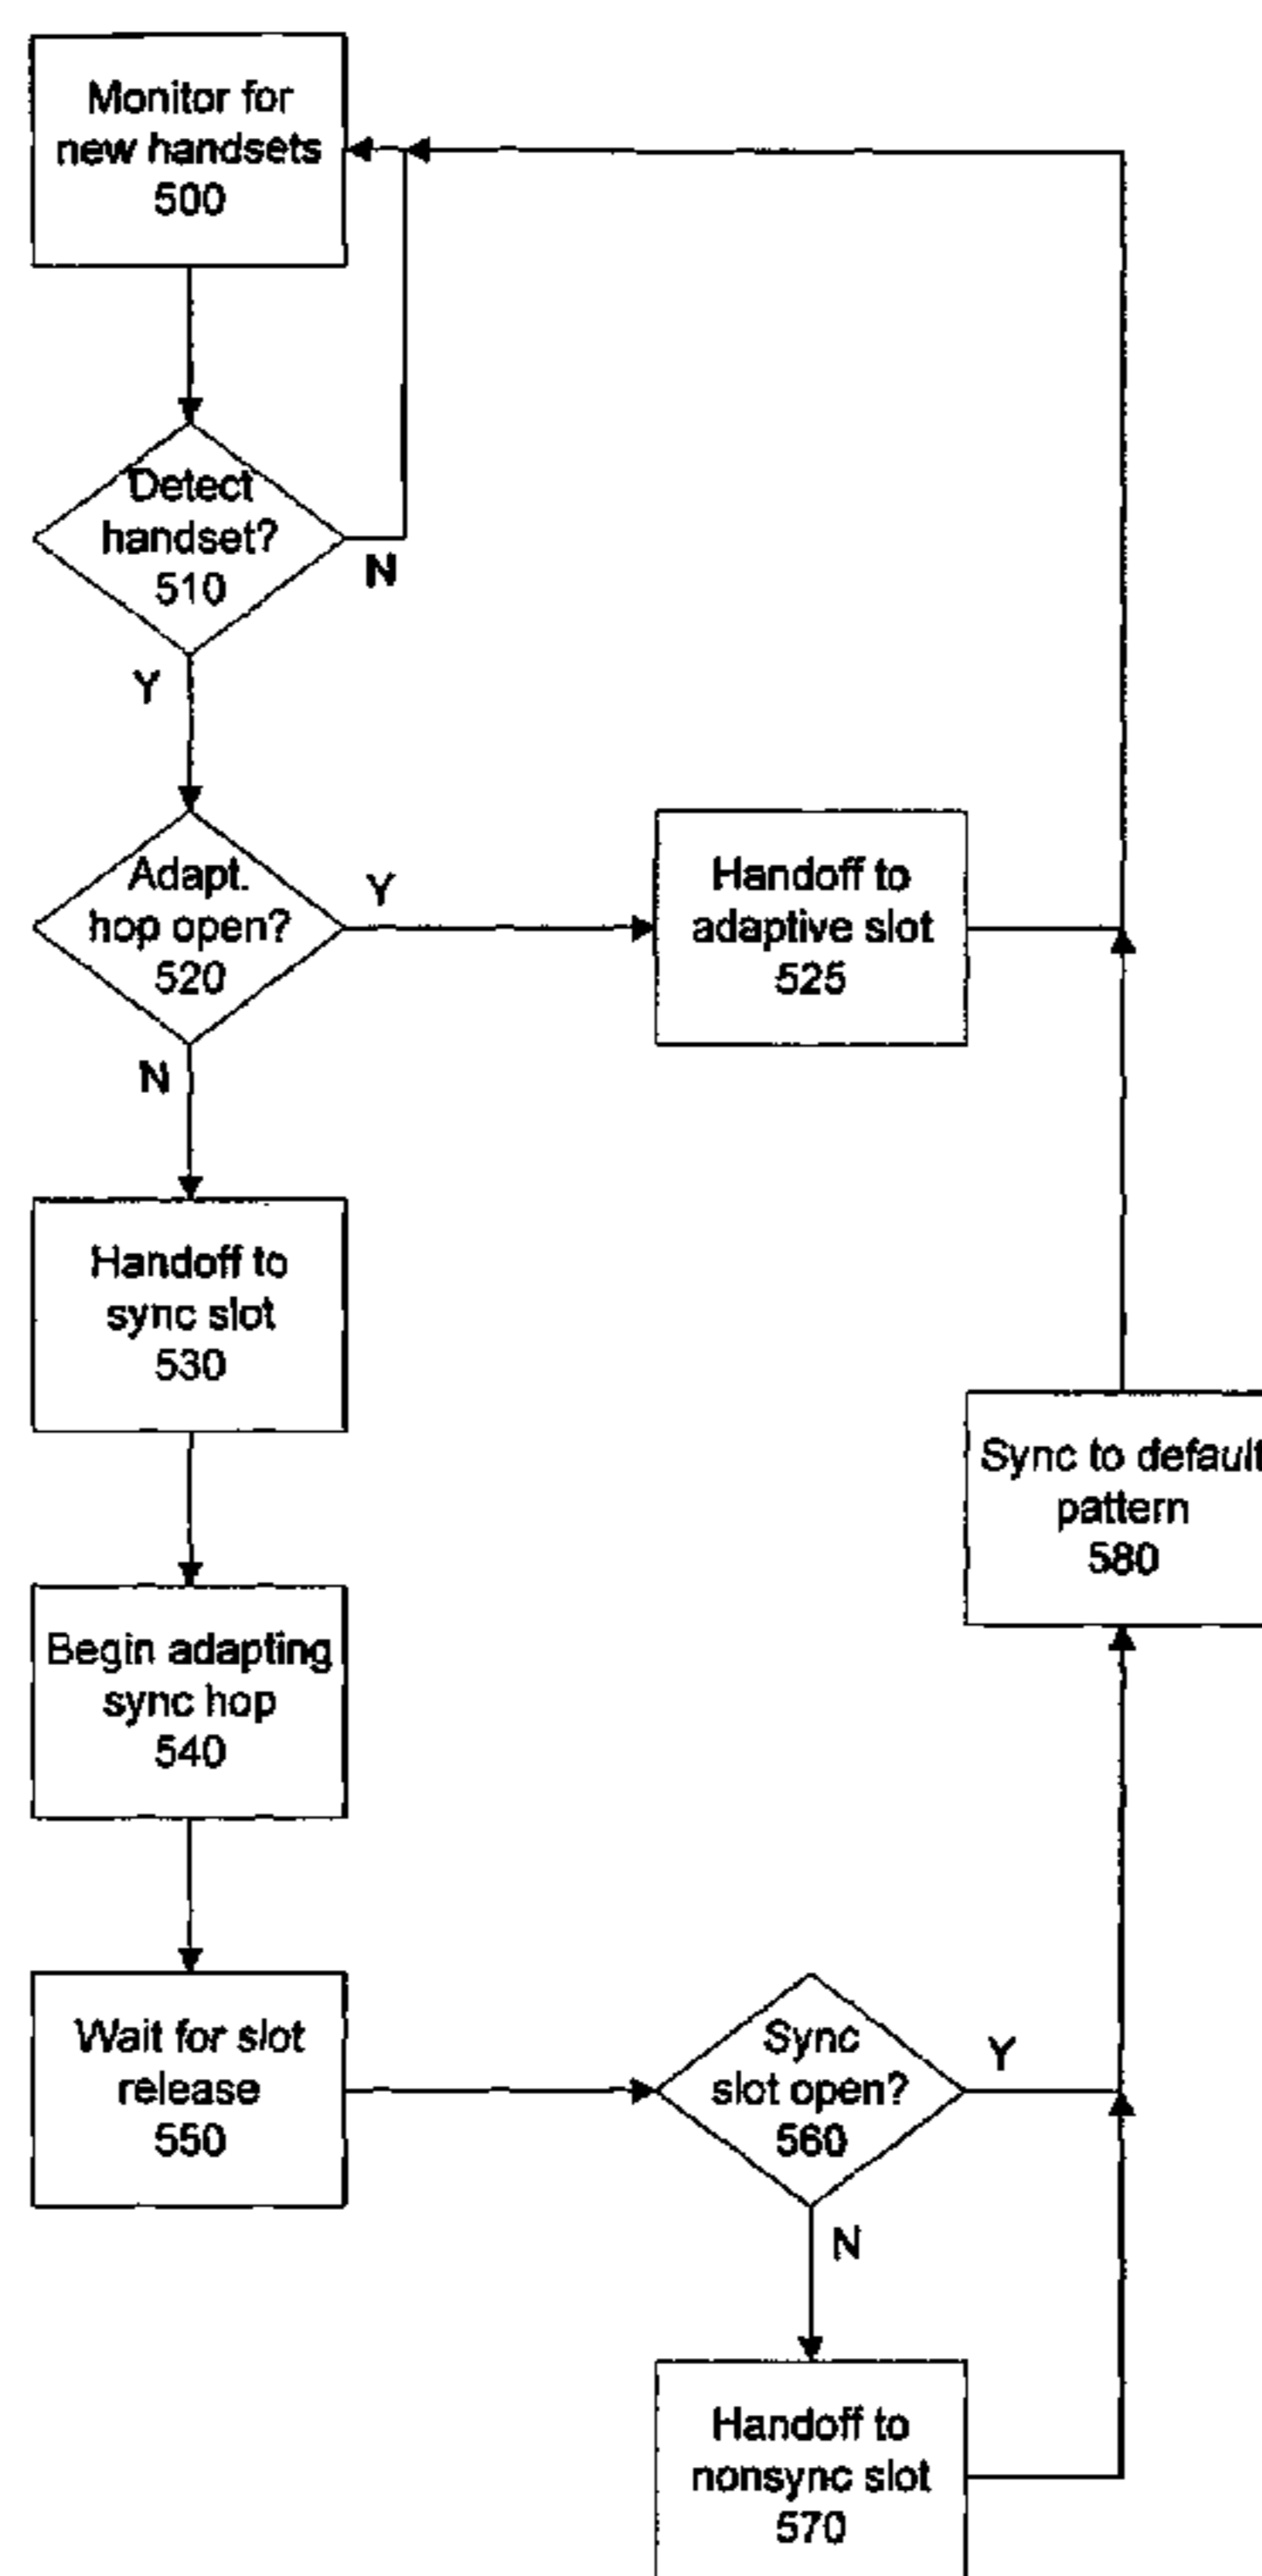 Monitor for
new handsets
500
Detect
handset?
510
N
Y
Adapt.
hop open?
520
Y
Handoff to
adaptive slot
525
N
Handoff to
sync slot
530
Sync to default
pattern
580
Begin adapting
sync hop
540
Wait for slot
release
550
Sync
slot open?
560
Y
N
Handoff to
nonsync slot
570